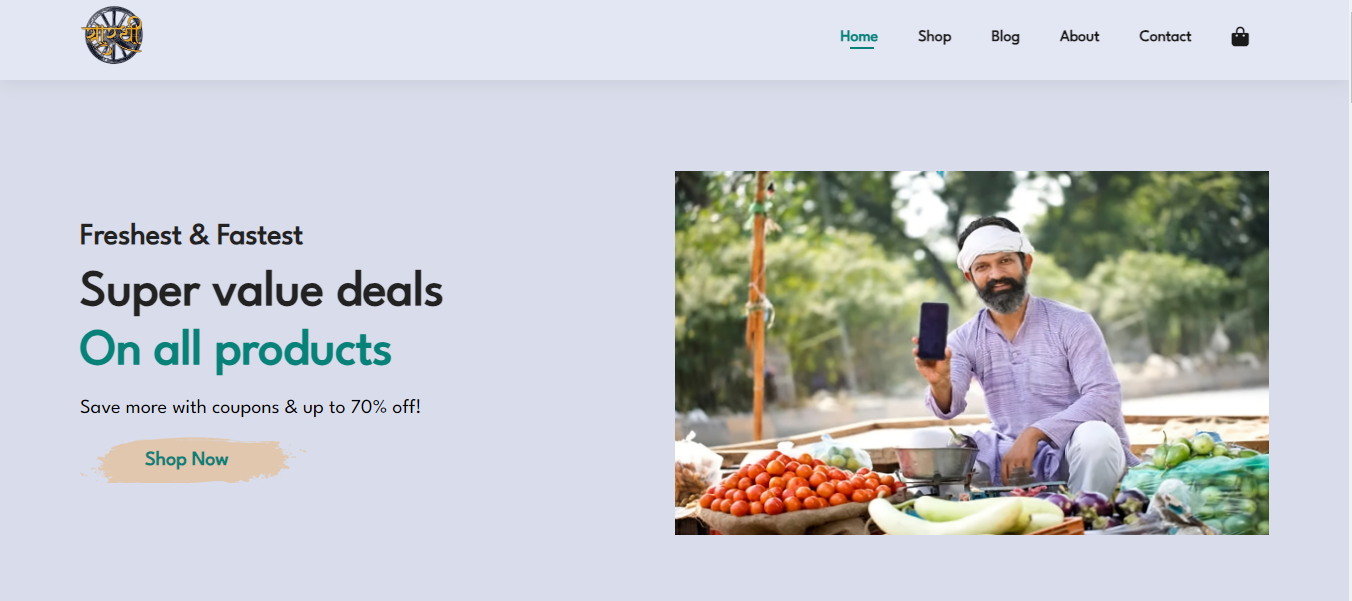 Home Shop Blog About Contact
Freshest & Fastest
Super value deals
On all products
Save more with coupons & up to 70% off!
Shop Now